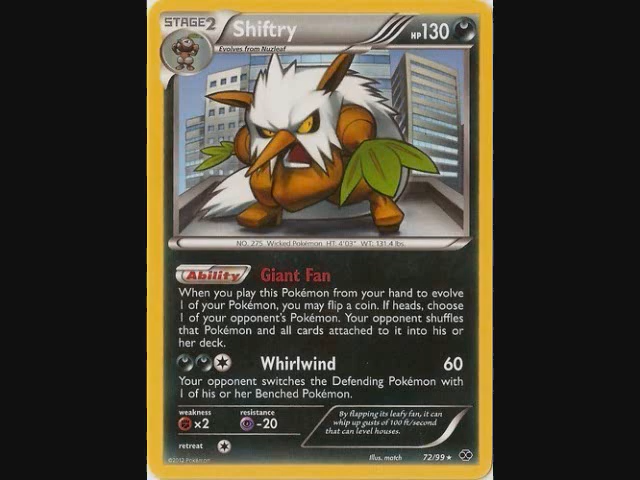 STAGE2
Shiftry
HP130
Evolves from Nuzleaf
NO. 275 Wicked Pokémon HT: 4'03" WT: 131.4 lbs.
Ability Giant Fan
When you play this Pokémon from your hand to evolve
1 of your Pokémon, you may flip a coin. If heads, choose
1 of your opponent's Pokémon. Your opponent shuffles
that Pokémon and all cards attached to it into his or
her deck.
Whirlwind 60
Your opponent switches the Defending Pokémon with
1 of his or her Benched Pokémon.
weakness
×2
resistance
-20
retreat
By flapping its leafy fan, it can
whip up gusts of 100 ft/second
that can level houses.
©2012 Pokémon
Illus. match 72/99★